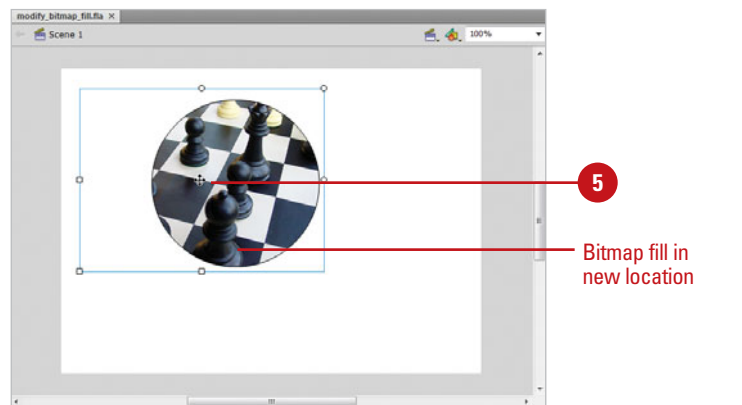 modify_bitmap_fill.fla ×
Scene 1
100%
5
Bitmap fill in
new location